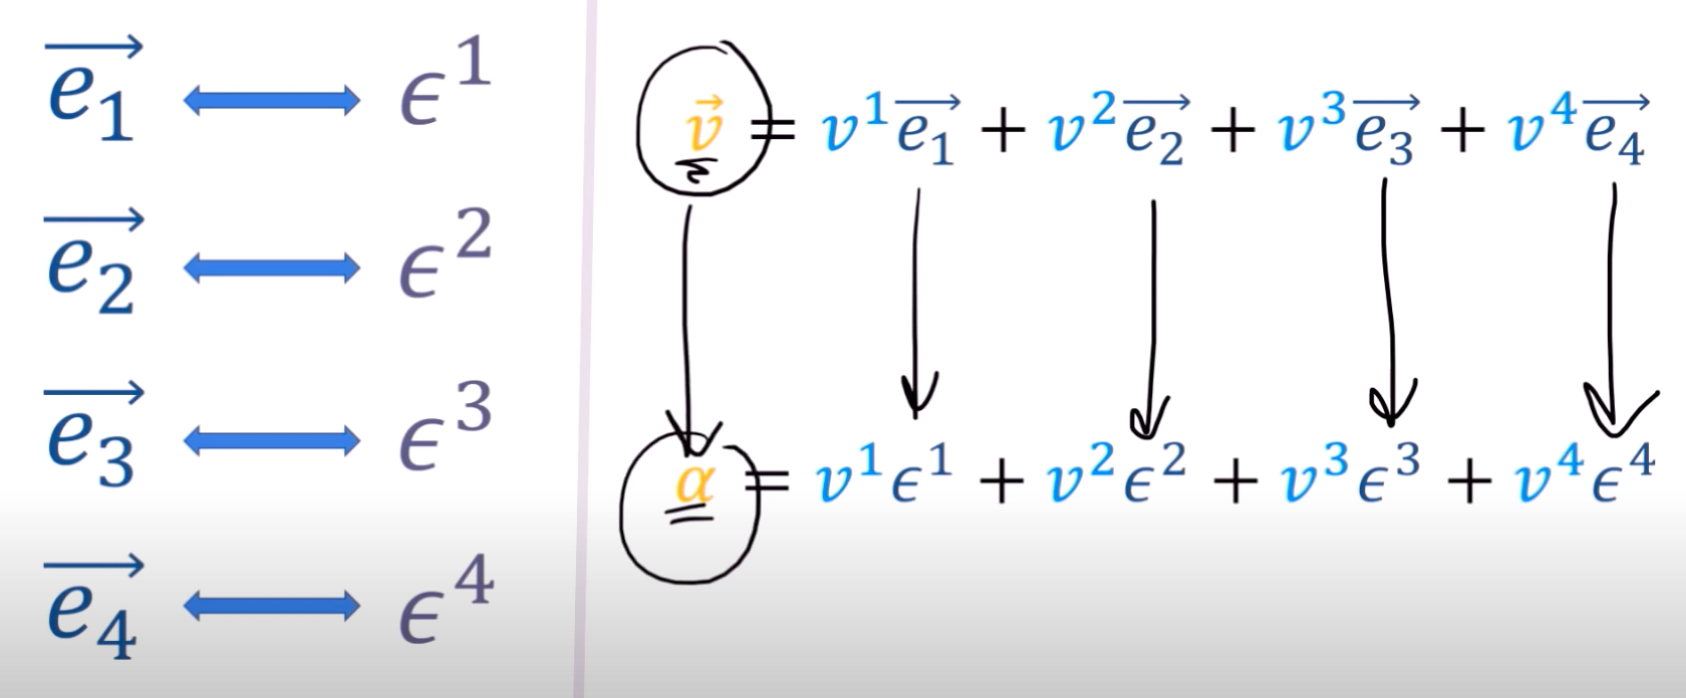 $\overrightarrow{e_1} \longleftrightarrow \epsilon^1$
$\overrightarrow{e_2} \longleftrightarrow \epsilon^2$
$\overrightarrow{e_3} \longleftrightarrow \epsilon^3$
$\overrightarrow{e_4} \longleftrightarrow \epsilon^4$
$\vec{v} = v^1\overrightarrow{e_1} + v^2\overrightarrow{e_2} + v^3\overrightarrow{e_3} + v^4\overrightarrow{e_4}$
$\alpha = v^1\epsilon^1 + v^2\epsilon^2 + v^3\epsilon^3 + v^4\epsilon^4$